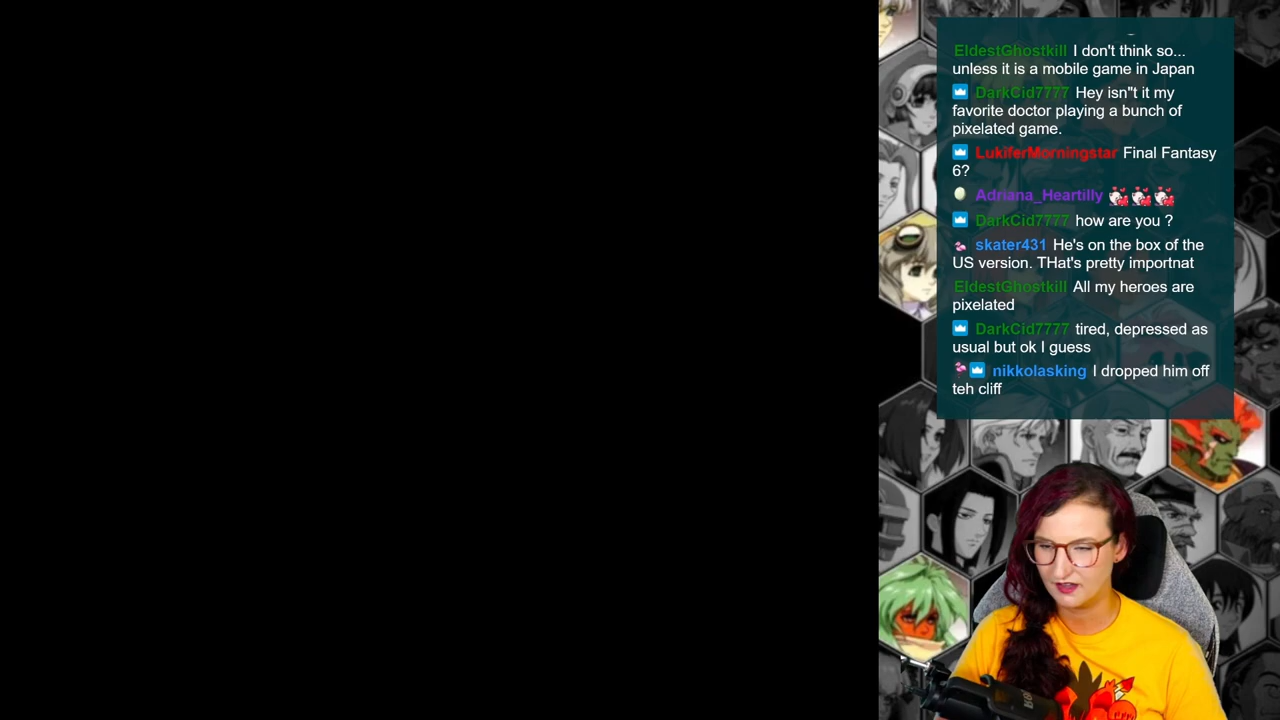 EldestGhostkill I don't think so...
unless it is a mobile game in Japan
DarkCid7777 Hey isn"t it my
favorite doctor playing a bunch of
pixelated game.
LukiferMorningstar Final Fantasy
6?
Adriana_Heartilly
DarkCid7777 how are you ?
skater431 He's on the box of the
US version. THat's pretty importnat
EldestGhostkill All my heroes are
pixelated
DarkCid7777 tired, depressed as
usual but ok I guess
nikkolasking I dropped him off
teh cliff